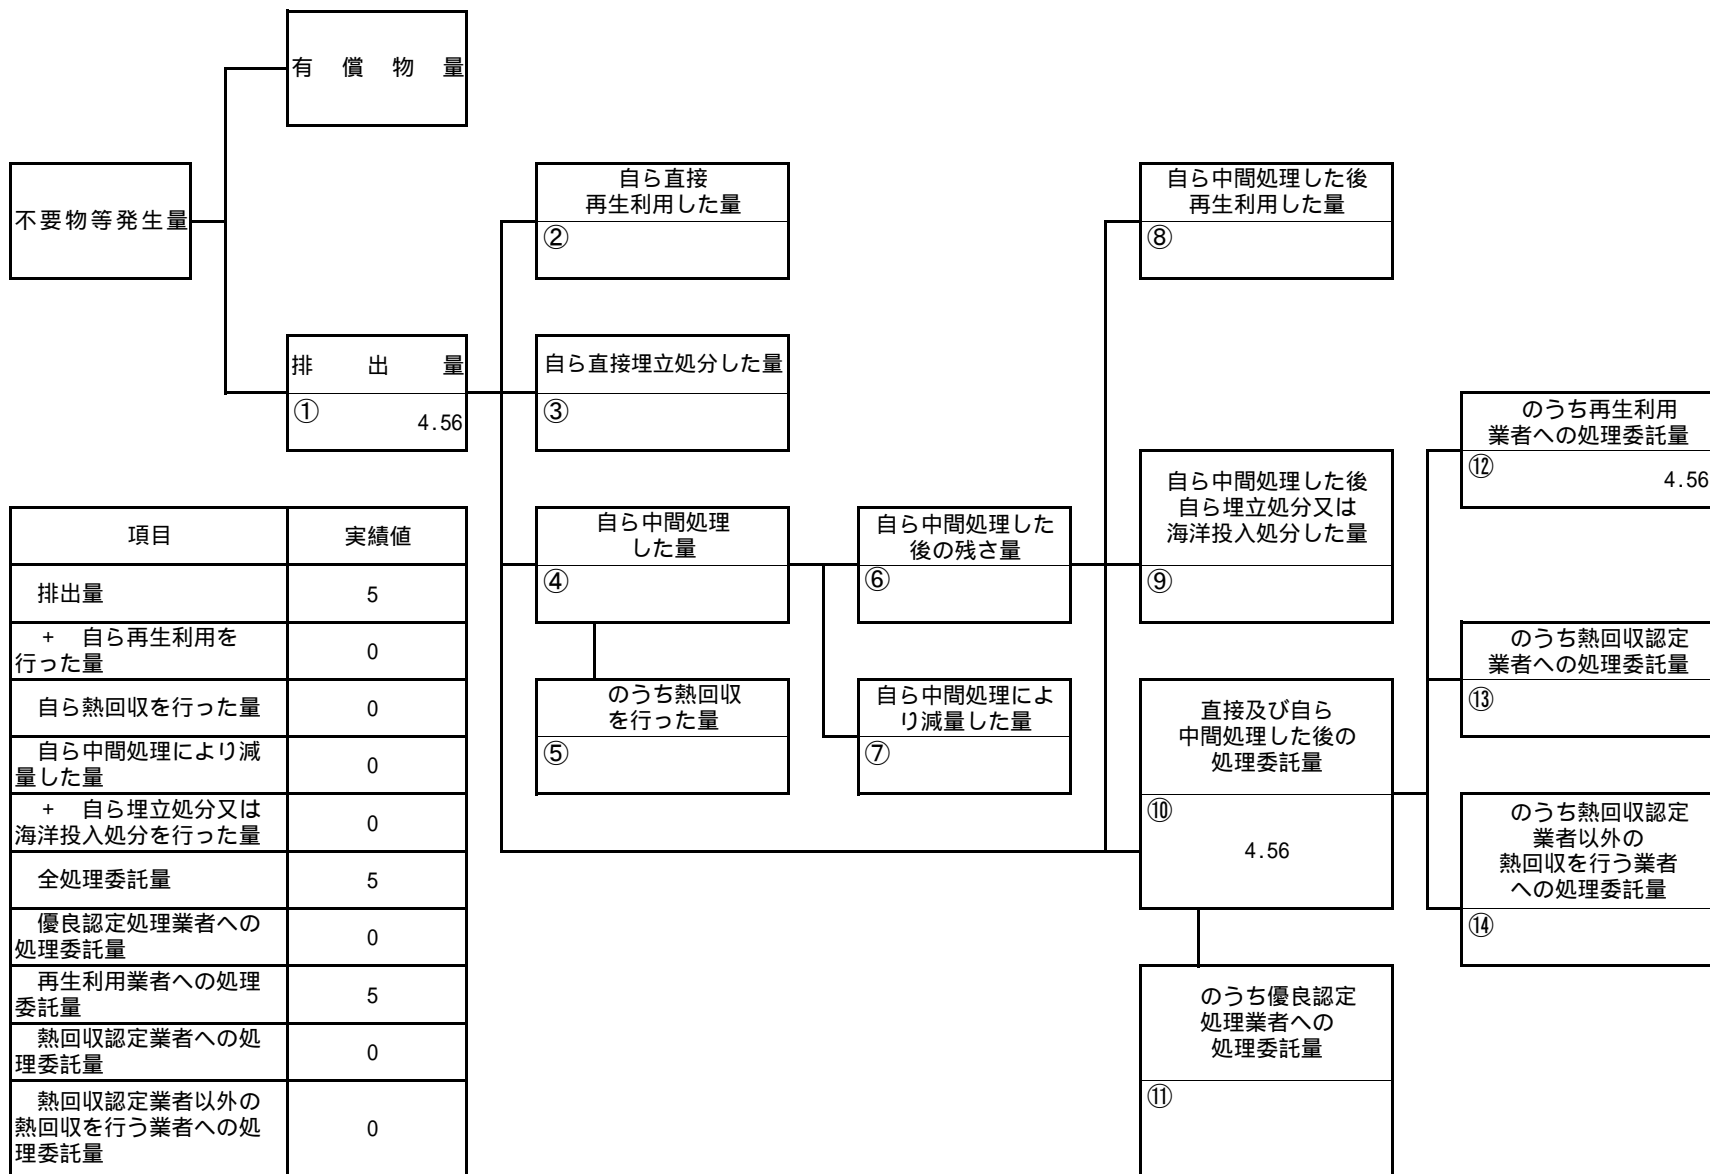 有償物量
不要物等発生量
排出量
①
4.56
自ら直接
再生利用した量
②
自ら直接埋立処分した量
③
自ら中間処理
した量
④
のうち熱回収
を行った量
⑤
自ら中間処理した
後の残さ量
⑥
自ら中間処理によ
り減量した量
⑦
自ら中間処理した後
再生利用した量
⑧
自ら中間処理した後
自ら埋立処分又は
海洋投入処分した量
⑨
直接及び自ら
中間処理した後の
処理委託量
⑩
4.56
のうち優良認定
処理業者への
処理委託量
⑪
のうち再生利用
業者への処理委託量
⑫
4.56
のうち熱回収認定
業者への処理委託量
⑬
のうち熱回収認定
業者以外の
熱回収を行う業者
への処理委託量
⑭
項目 実績値
排出量 5
+ 自ら再生利用を
行った量 0
自ら熱回収を行った量 0
自ら中間処理により減
量した量 0
+ 自ら埋立処分又は
海洋投入処分を行った量 0
全処理委託量 5
優良認定処理業者への
処理委託量 0
再生利用業者への処理
委託量 5
熱回収認定業者への処
理委託量 0
熱回収認定業者以外の
熱回収を行う業者への処
理委託量 0